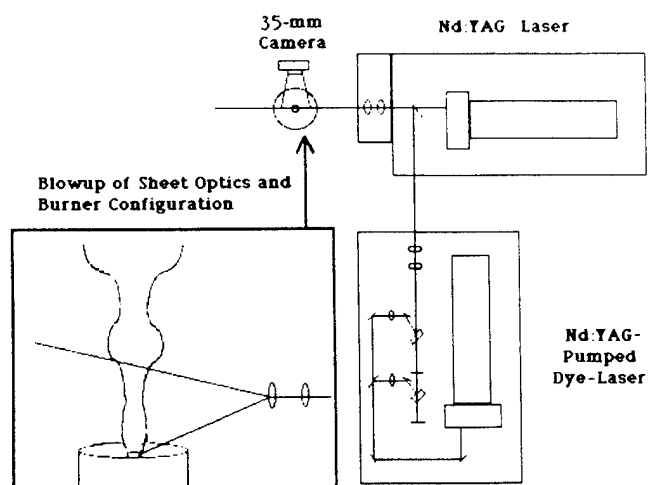 35-mm
Camera
Nd:YAG Laser
Blowup of Sheet Optics and
Burner Configuration
Nd:YAG-
Pumped
Dye-Laser